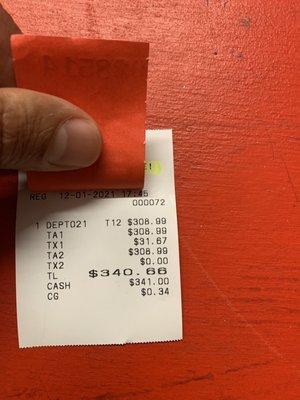 REG 12-01-2021 17:45
000072
1 DEPT021 T12 $308.99
TA1 $308.99
TX1 $31.67
TA2 $308.99
TX2 $0.00
TL $340.66
CASH $341.00
CG $0.34